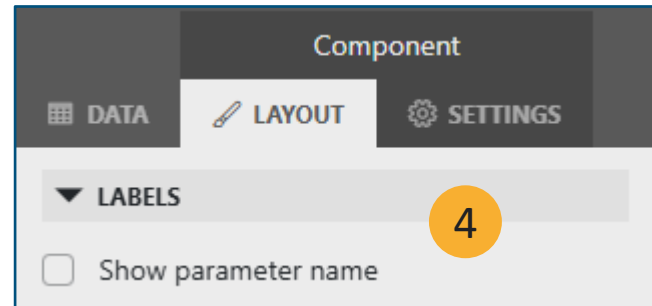 Component
DATA LAYOUT SETTINGS
LABELS
4
Show parameter name